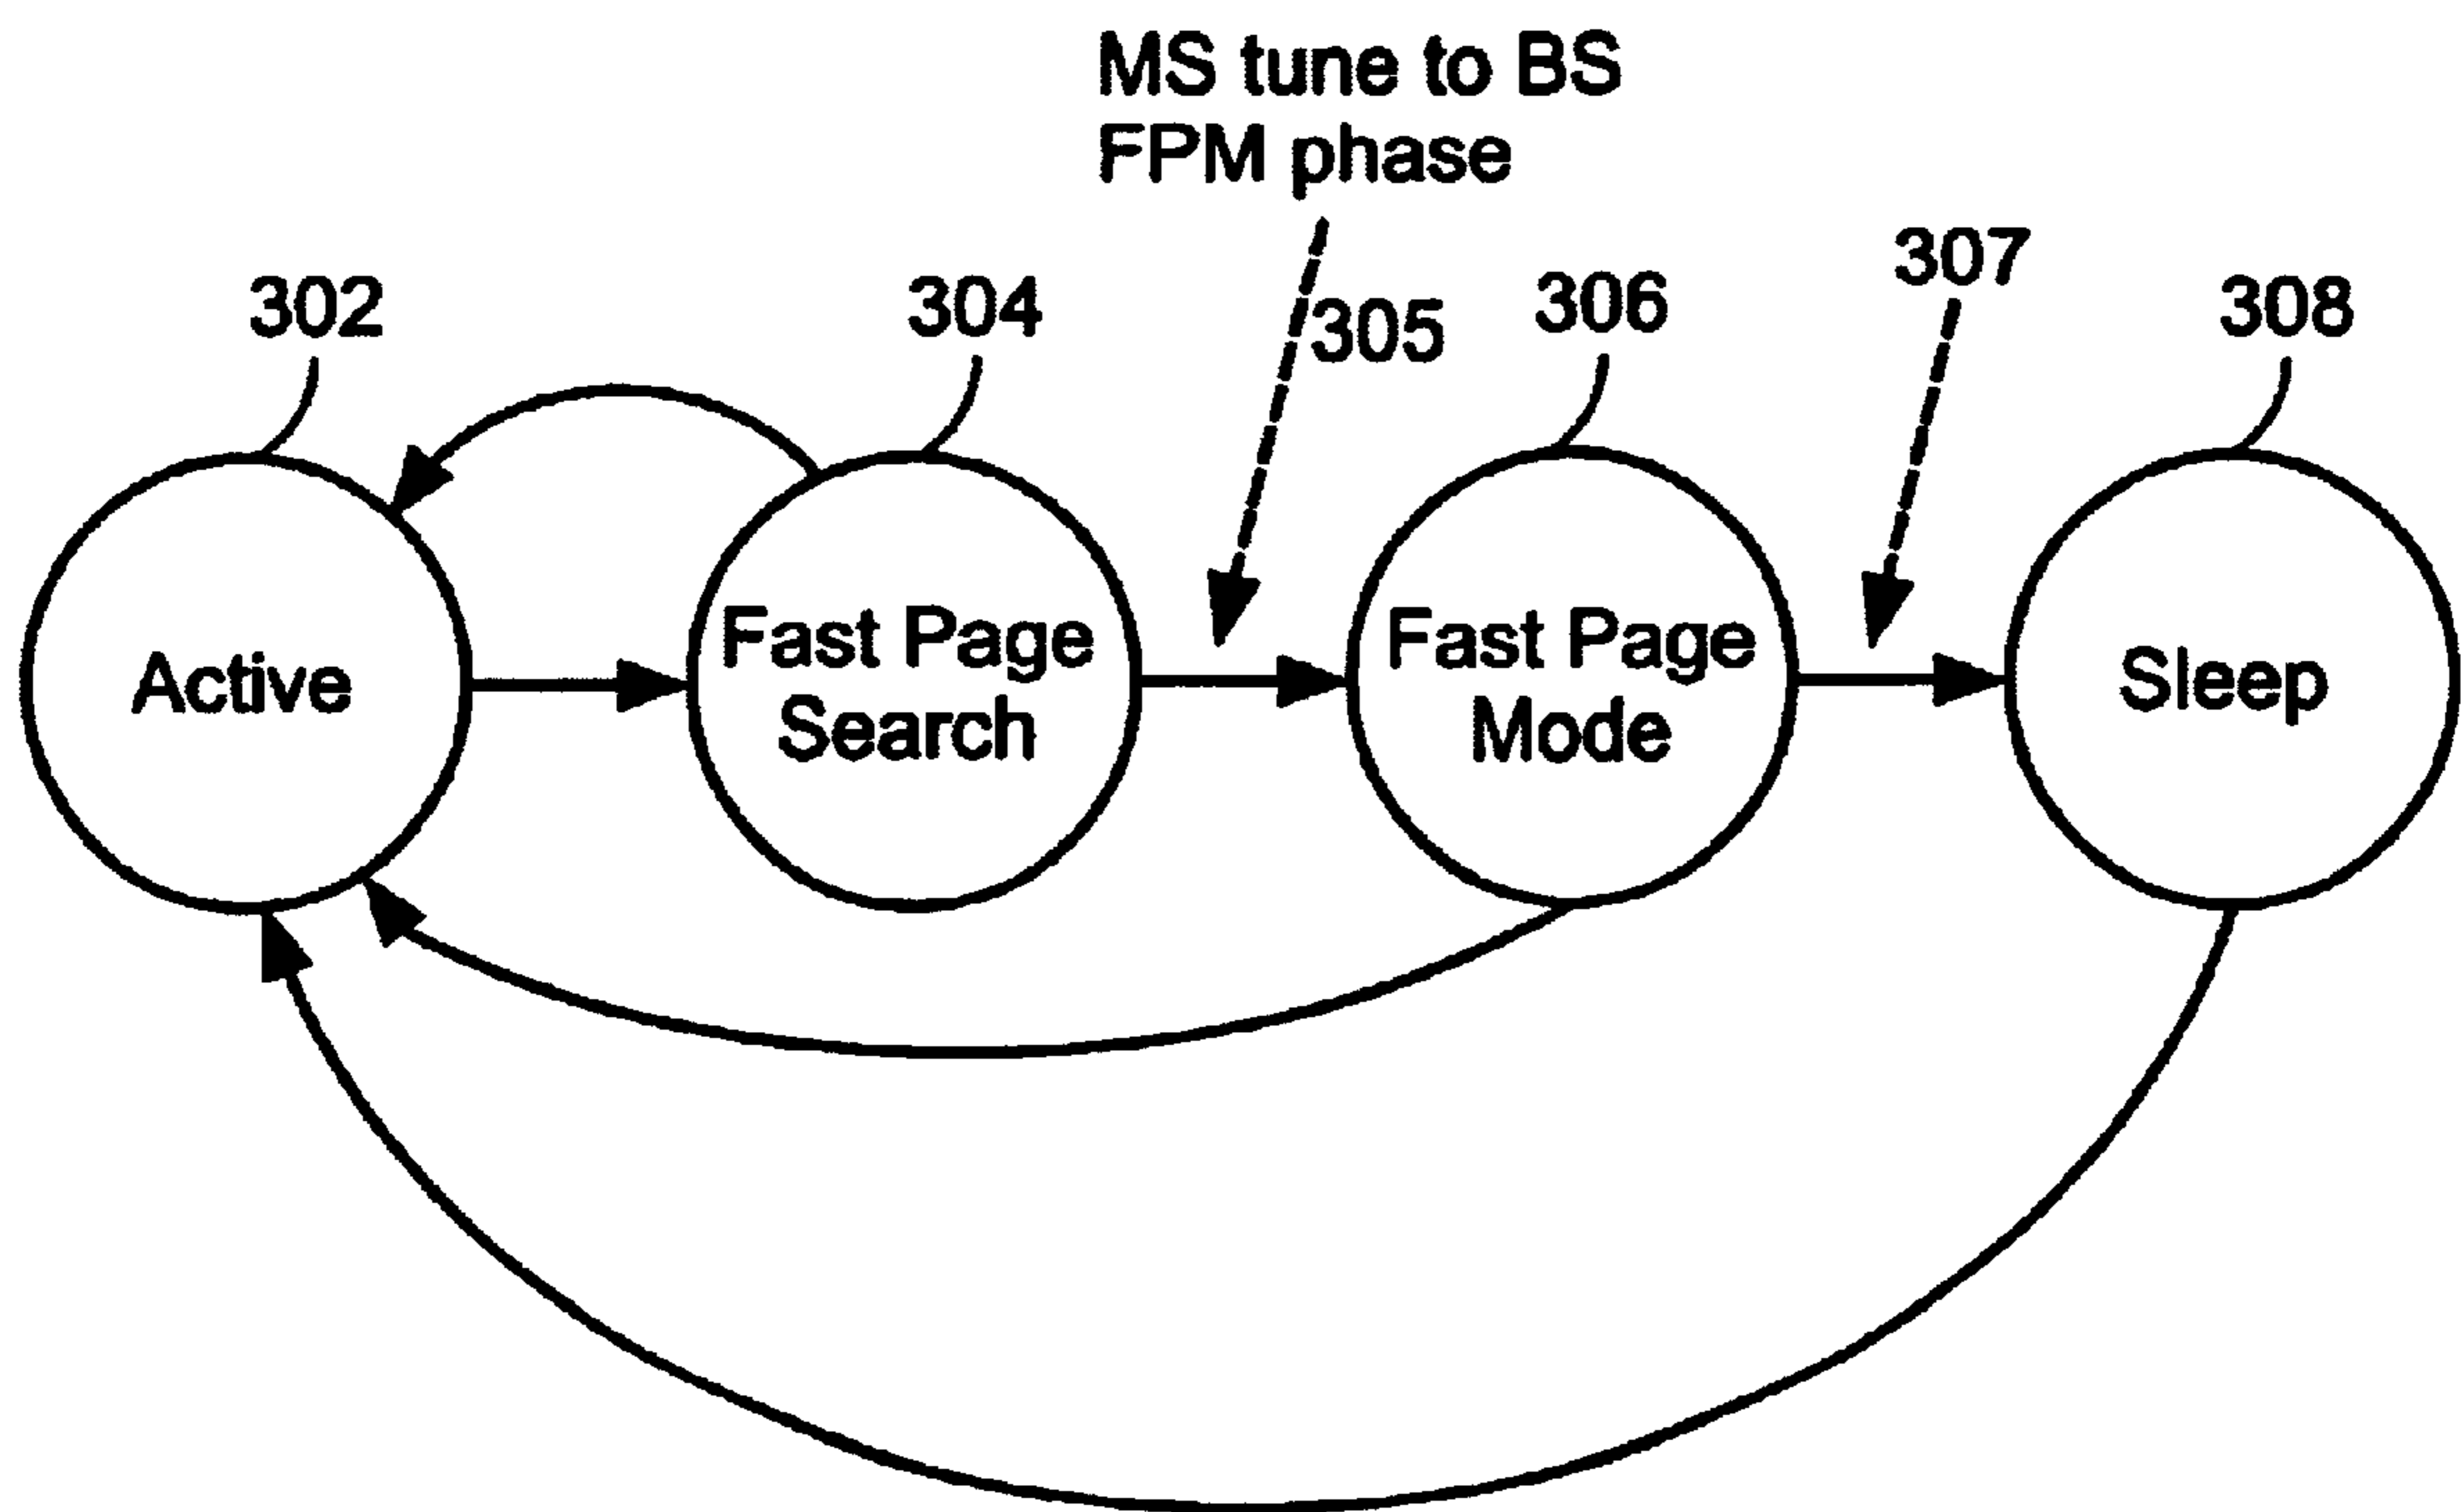 MS tune to BS
FPM phase
307
302
304
305
306
308
Active
Fast Page
Search
Fast Page
Mode
Sleep